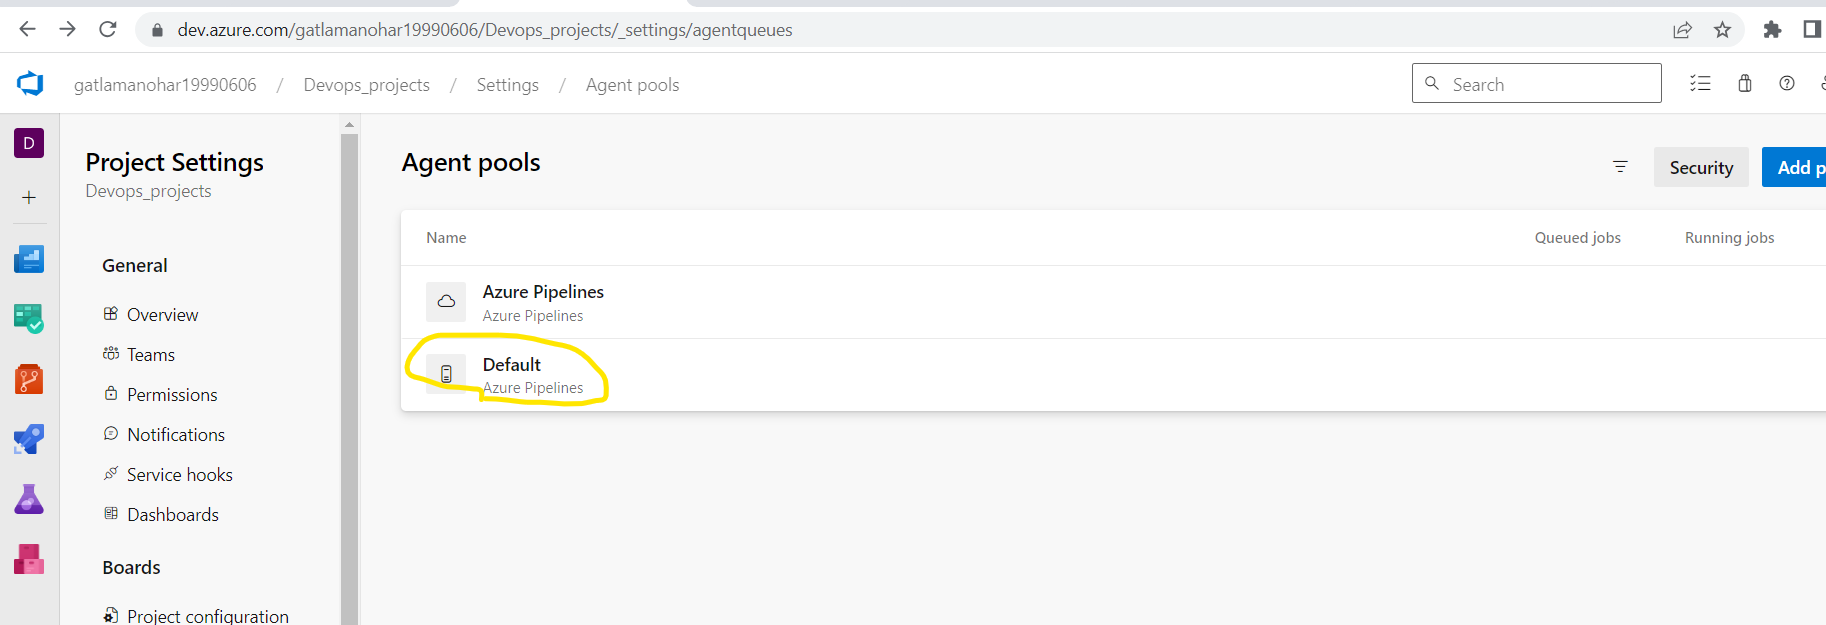 dev.azure.com/gatlamanohar19990606/Devops_projects/_settings/agentqueues
gatlamanohar19990606 / Devops_projects / Settings / Agent pools
Search
D
Project Settings
Devops_projects
General
Overview
Teams
Permissions
Notifications
Service hooks
Dashboards
Boards
Project configuration
Agent pools
Security
Add p
Name
Queued jobs
Running jobs
Azure Pipelines
Azure Pipelines
Default
Azure Pipelines